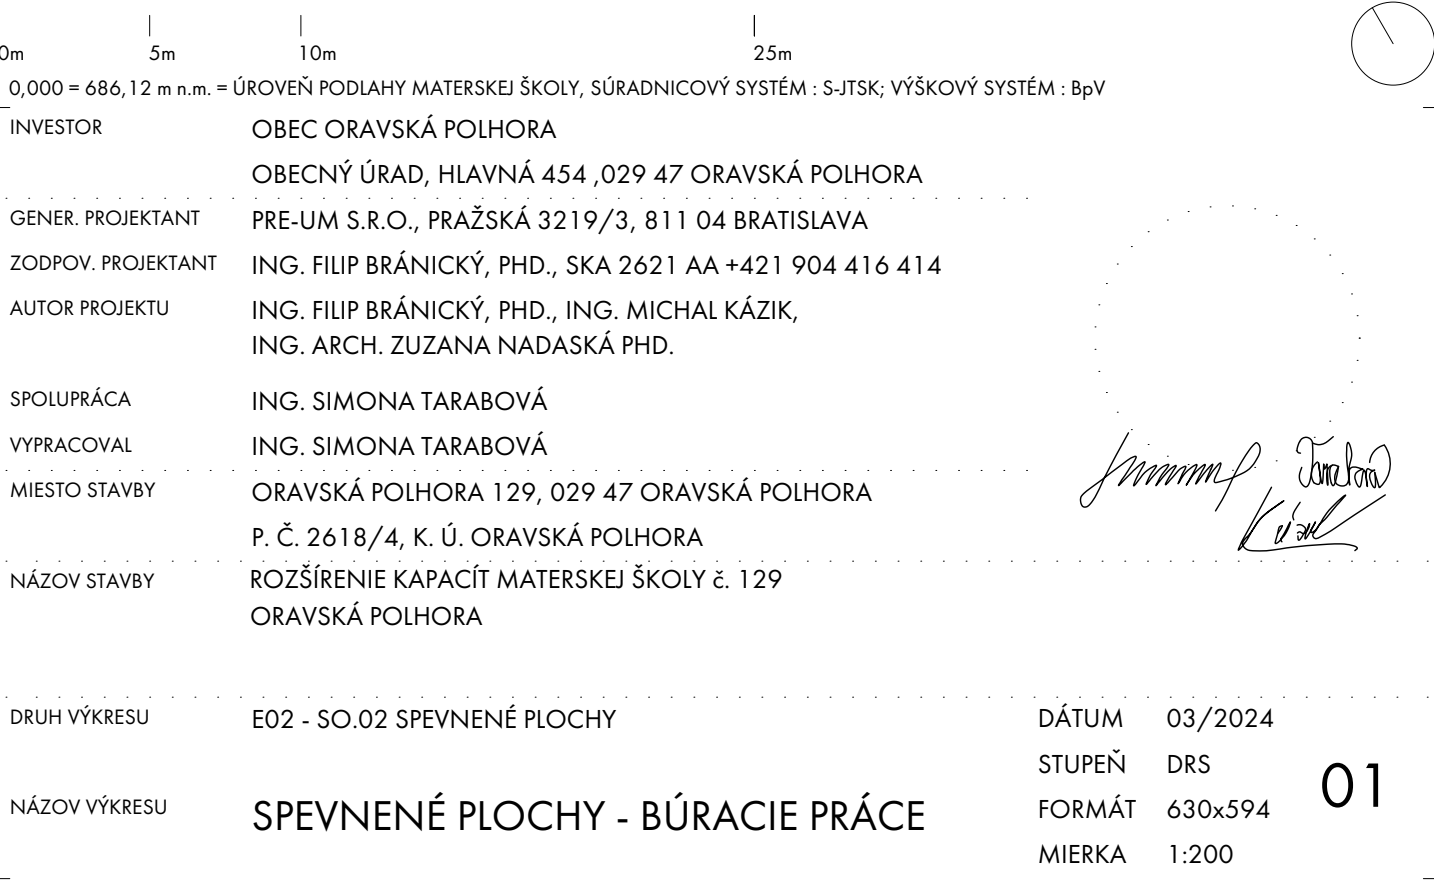 0m 5m 10m 25m
0,000 = 686,12 m n.m. = ÚROVEŇ PODLAHY MATERSKEJ ŠKOLY, SÚRADNICOVÝ SYSTÉM : S-JTSK; VÝŠKOVÝ SYSTÉM : BpV
INVESTOR OBEC ORAVSKÁ POLHORA
OBECNÝ ÚRAD, HLAVNÁ 454 ,029 47 ORAVSKÁ POLHORA
GENER. PROJEKTANT PRE-UM S.R.O., PRAŽSKÁ 3219/3, 811 04 BRATISLAVA
ZODPOV. PROJEKTANT ING. FILIP BRÁNICKÝ, PHD., SKA 2621 AA +421 904 416 414
AUTOR PROJEKTU ING. FILIP BRÁNICKÝ, PHD., ING. MICHAL KÁZIK,
ING. ARCH. ZUZANA NADASKÁ PHD.
SPOLUPRÁCA ING. SIMONA TARABOVÁ
VYPRACOVAL ING. SIMONA TARABOVÁ
MIESTO STAVBY ORAVSKÁ POLHORA 129, 029 47 ORAVSKÁ POLHORA
P. Č. 2618/4, K. Ú. ORAVSKÁ POLHORA
NÁZOV STAVBY ROZŠÍRENIE KAPACÍT MATERSKEJ ŠKOLY č. 129
ORAVSKÁ POLHORA
DRUH VÝKRESU E02 - SO.02 SPEVNENÉ PLOCHY
NÁZOV VÝKRESU SPEVNENÉ PLOCHY - BÚRACIE PRÁCE
DÁTUM 03/2024
STUPEŇ DRS
FORMÁT 630x594
MIERKA 1:200
01